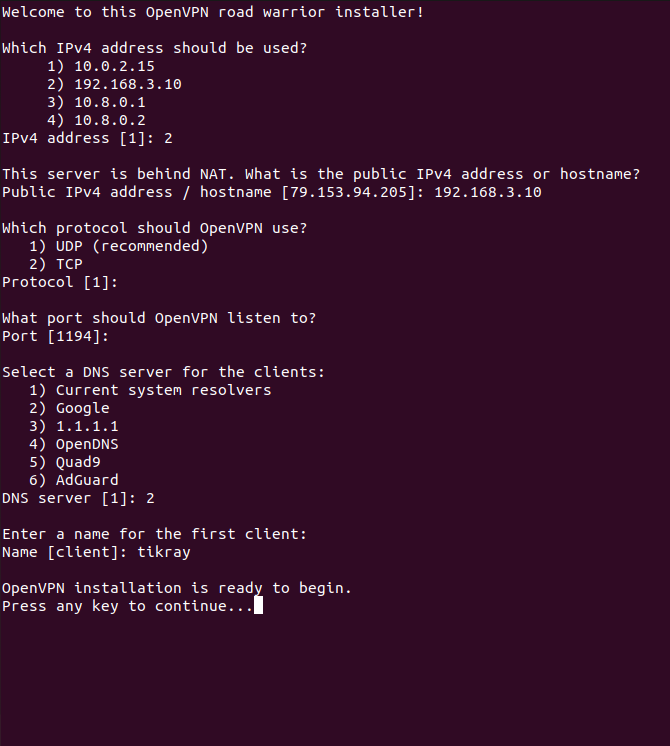 Welcome to this OpenVPN road warrior installer!
Which IPv4 address should be used?
1) 10.0.2.15
2) 192.168.3.10
3) 10.8.0.1
4) 10.8.0.2
IPv4 address [1]: 2
This server is behind NAT. What is the public IPv4 address or hostname?
Public IPv4 address / hostname [79.153.94.205]: 192.168.3.10
Which protocol should OpenVPN use?
1) UDP (recommended)
2) TCP
Protocol [1]:
What port should OpenVPN listen to?
Port [1194]:
Select a DNS server for the clients:
1) Current system resolvers
2) Google
3) 1.1.1.1
4) OpenDNS
5) Quad9
6) AdGuard
DNS server [1]: 2
Enter a name for the first client:
Name [client]: tikray
OpenVPN installation is ready to begin.
Press any key to continue...